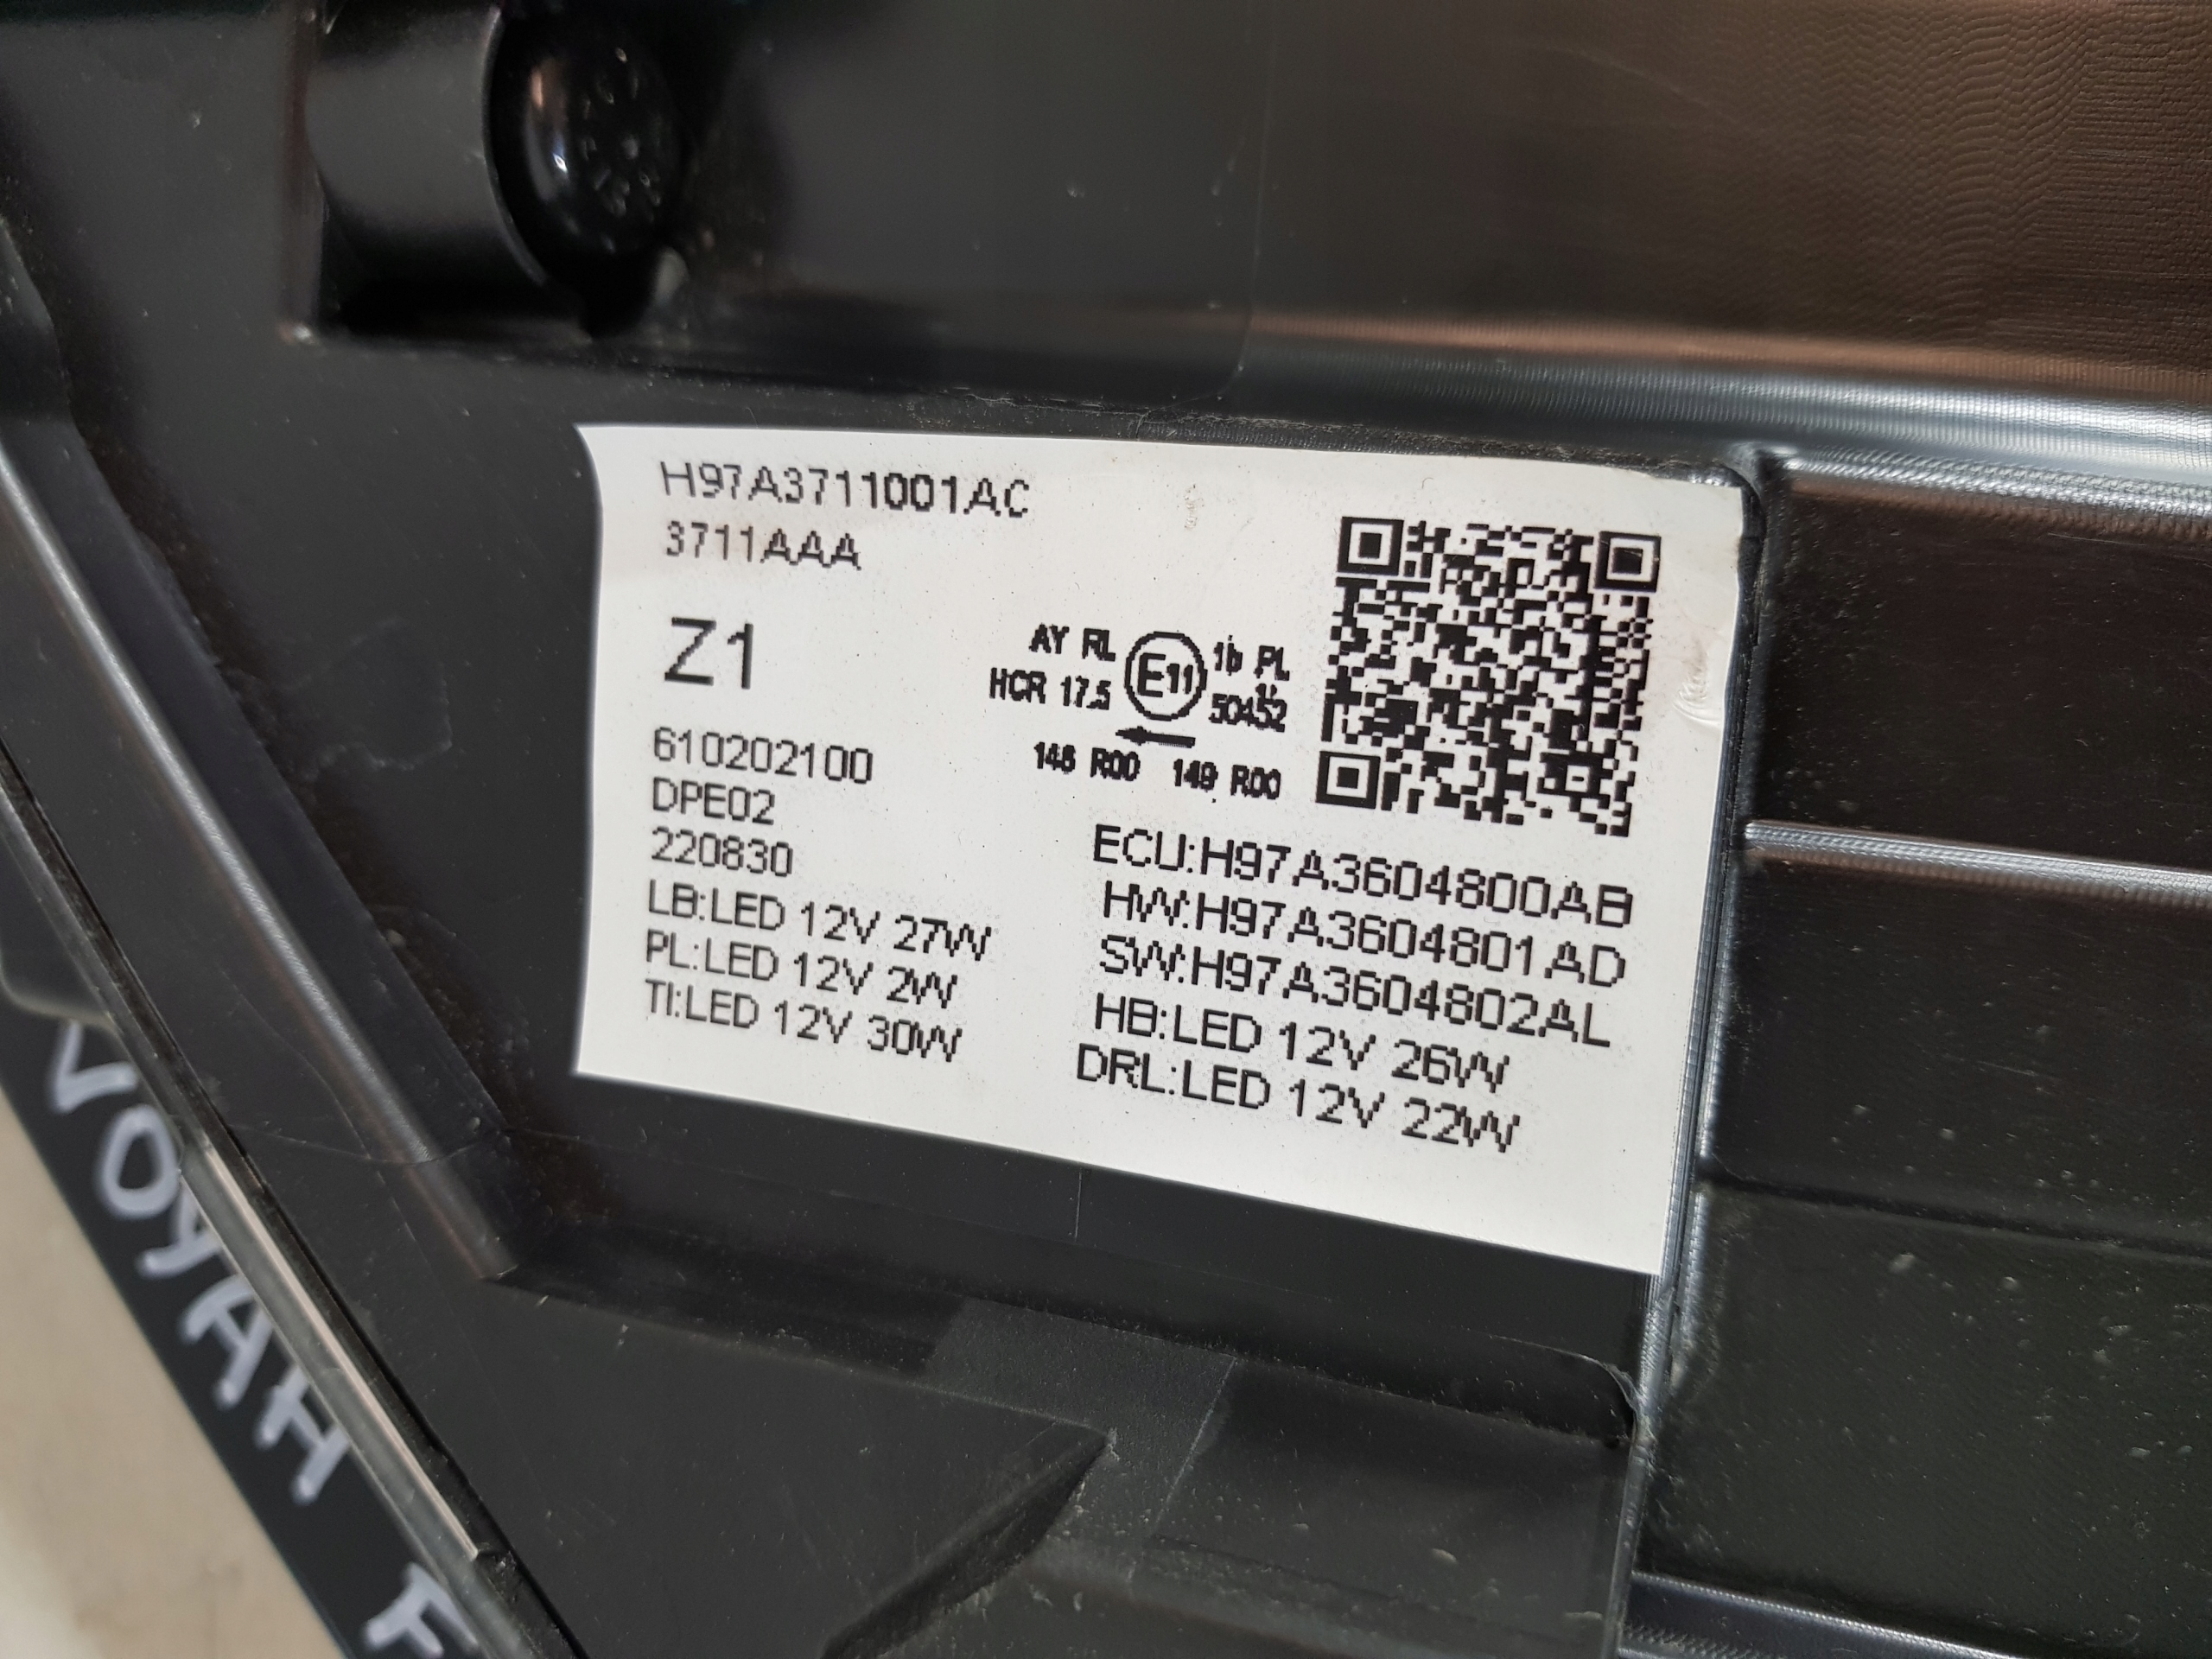 H97A3711001AC
3711AAA
Z1
AY RL E11 1b PL
HCR 17.5 50452
148 R00 149 R00
610202100
DPE02
220830
LB:LED 12V 27W
PL:LED 12V 2W
TI:LED 12V 30W
ECU:H97A3604800AB
HW:H97A3604801AD
SW:H97A3604802AL
HB:LED 12V 26W
DRL:LED 12V 22W
VOYAH F